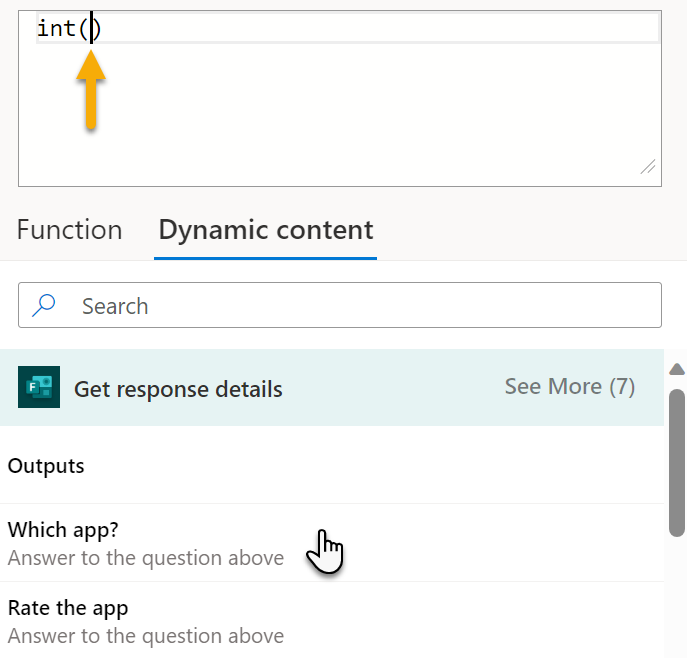 int()
Function Dynamic content
Search
F Get response details See More (7)
Outputs
Which app?
Answer to the question above
Rate the app
Answer to the question above